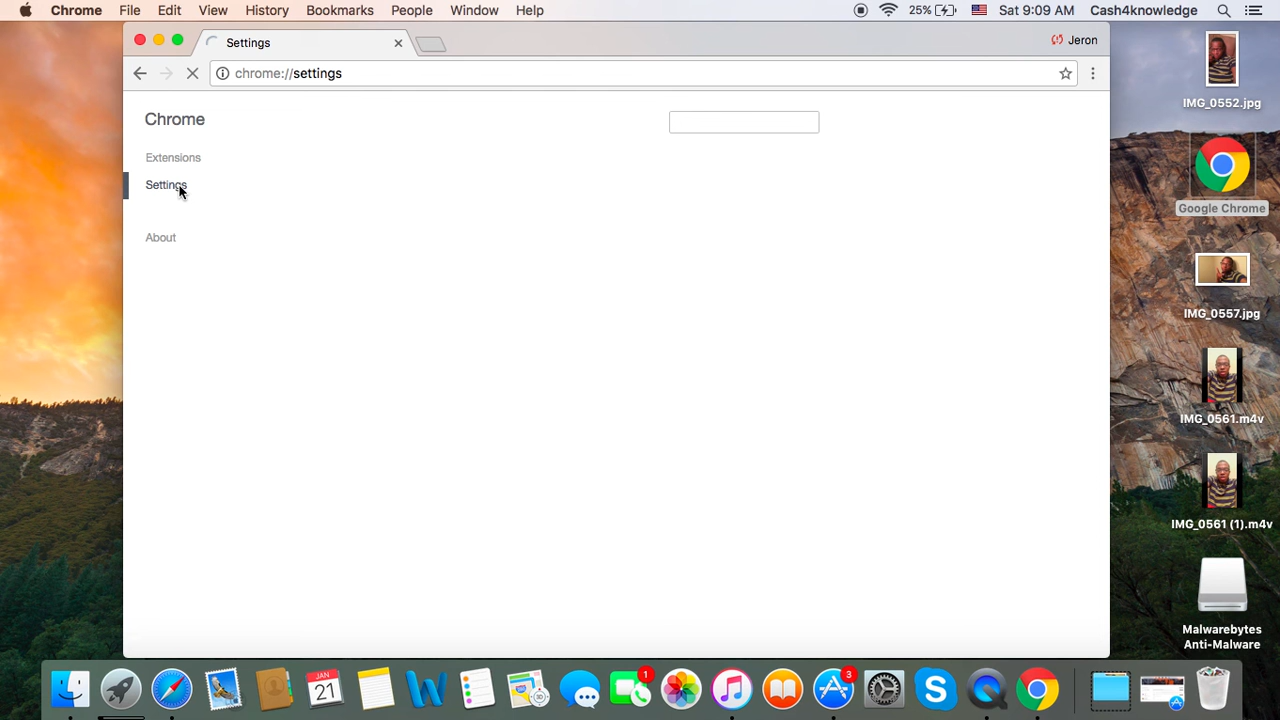 Chrome File Edit View History Bookmarks People Window Help 25% Sat 9:09 AM Cash4knowledge
Settings
Jeron
chrome://settings
Chrome
Extensions
Settings
About
IMG_0552.jpg
Google Chrome
IMG_0557.jpg
IMG_0561.m4v
IMG_0561 (1).m4v
Malwarebytes
Anti-Malware
JAN
21
1
3